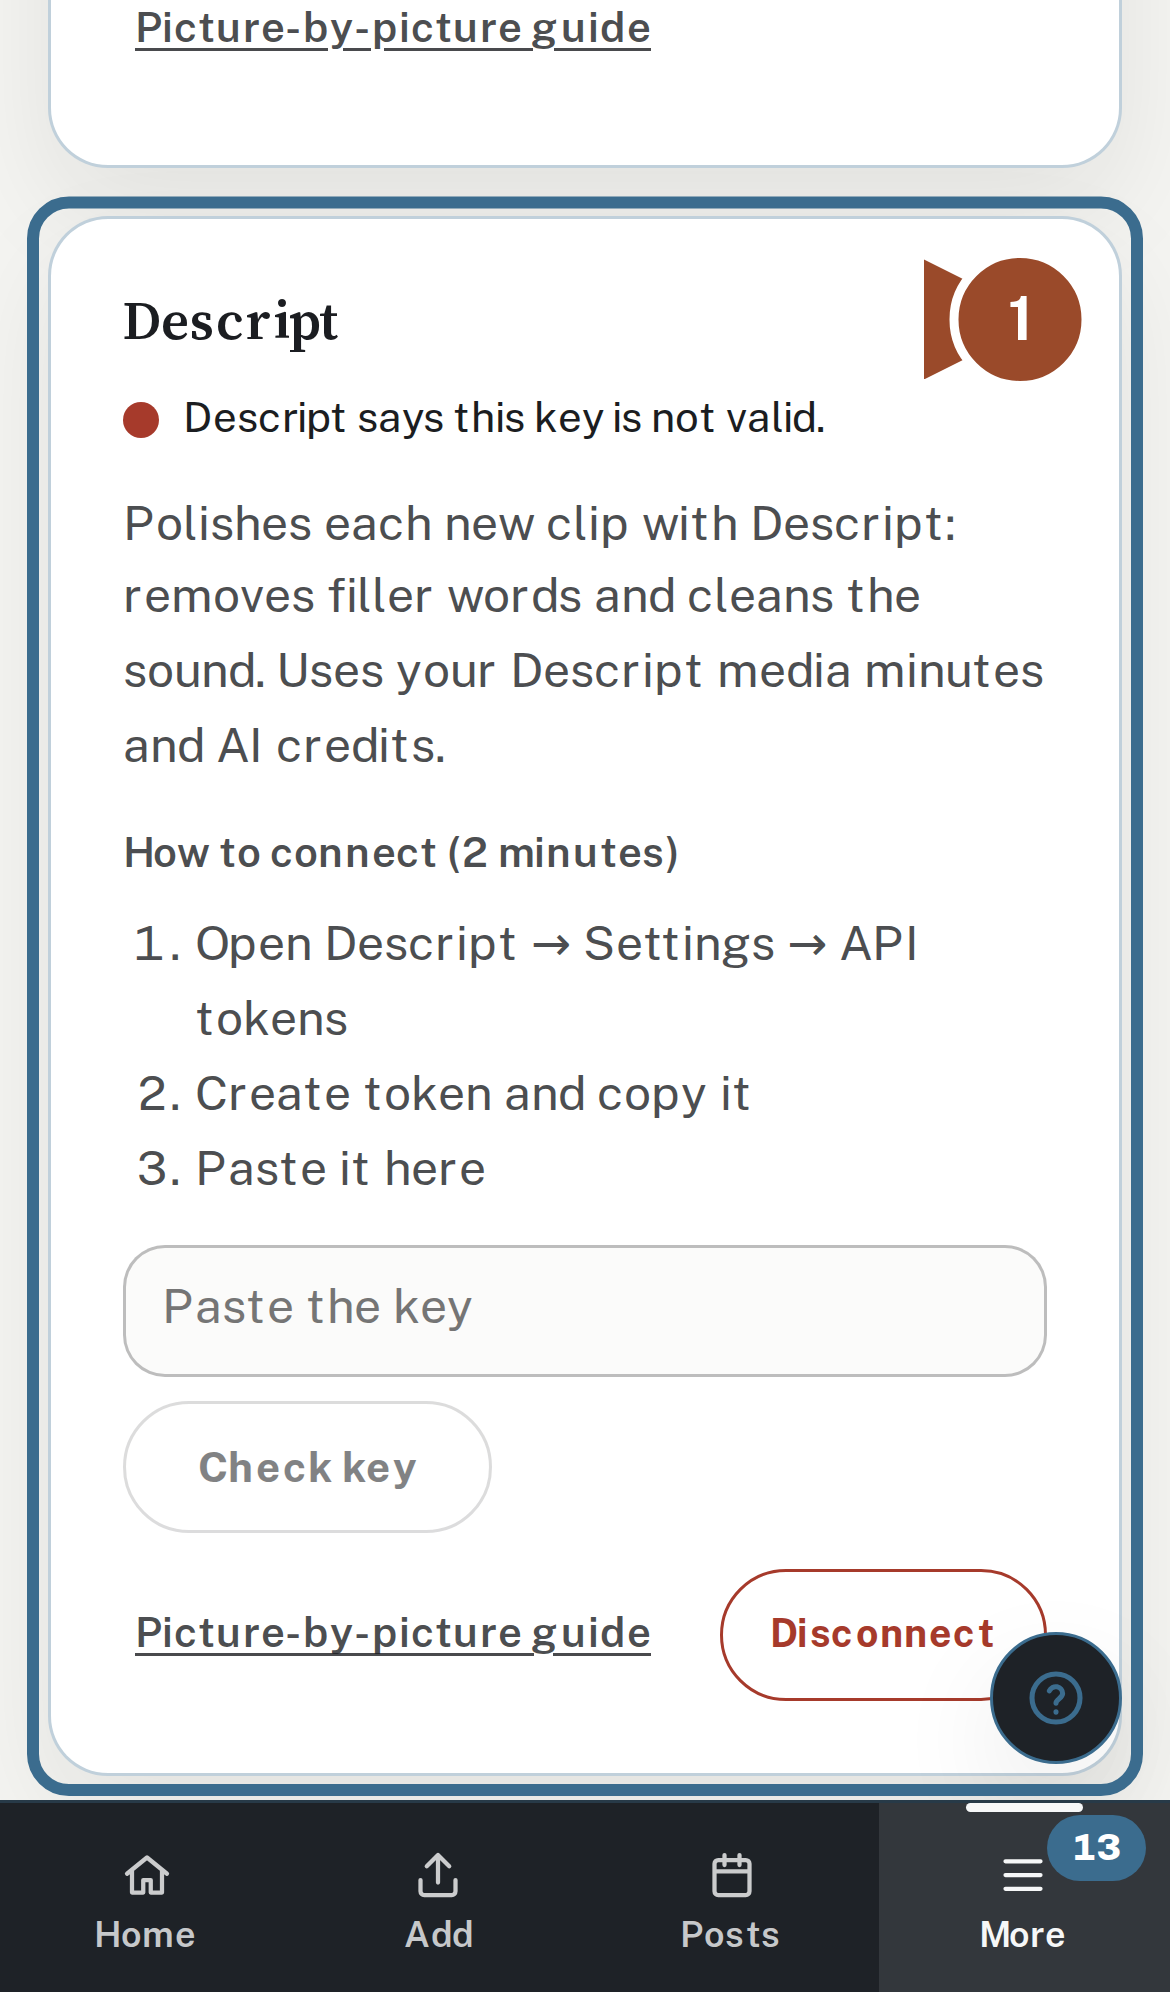 Picture-by-picture guide
Descript
1
Descript says this key is not valid.
Polishes each new clip with Descript:
removes filler words and cleans the
sound. Uses your Descript media minutes
and AI credits.
How to connect (2 minutes)
1. Open Descript → Settings → API
tokens
2. Create token and copy it
3. Paste it here
Paste the key
Check key
Picture-by-picture guide
Disconnect
?
13
Home
Add
Posts
More